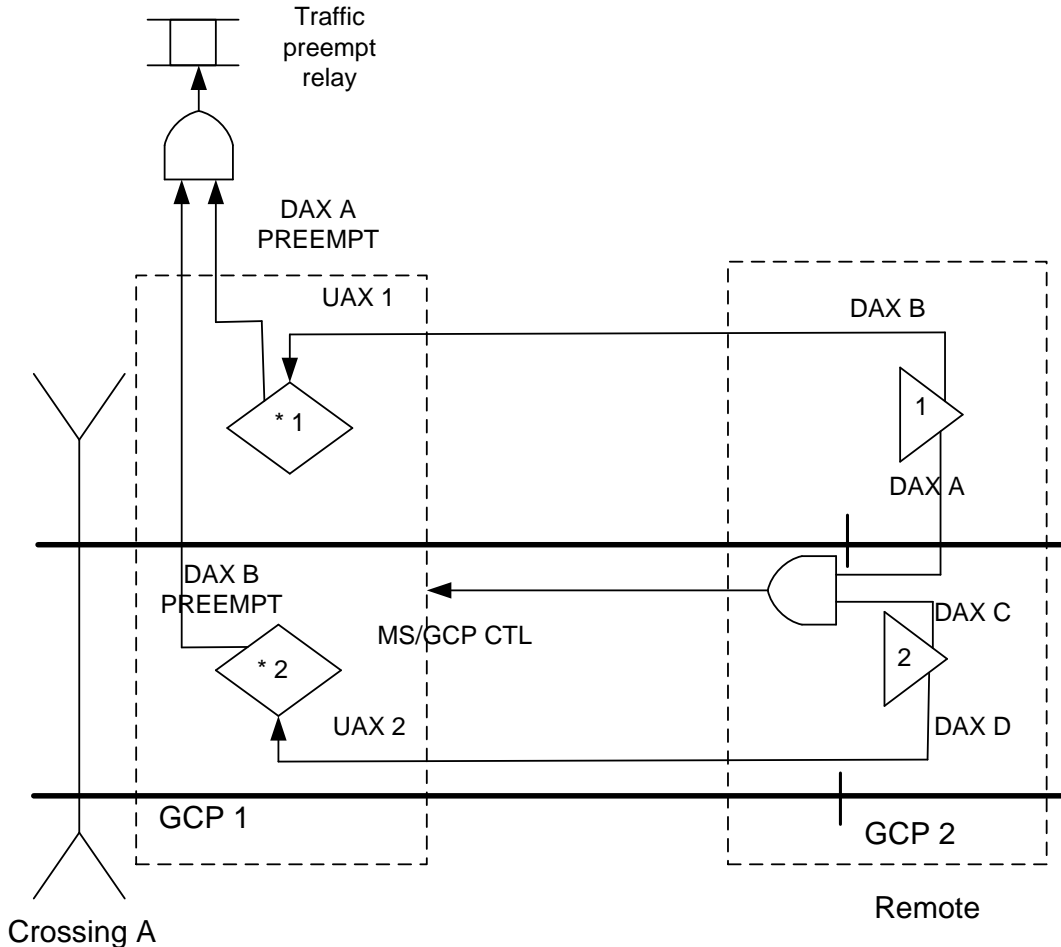 Traffic
preempt
relay
DAX A
PREEMPT
UAX 1
DAX B
* 1
1
DAX A
DAX B
PREEMPT
MS/GCP CTL
DAX C
* 2
2
UAX 2
DAX D
GCP 1
GCP 2
Remote
Crossing A